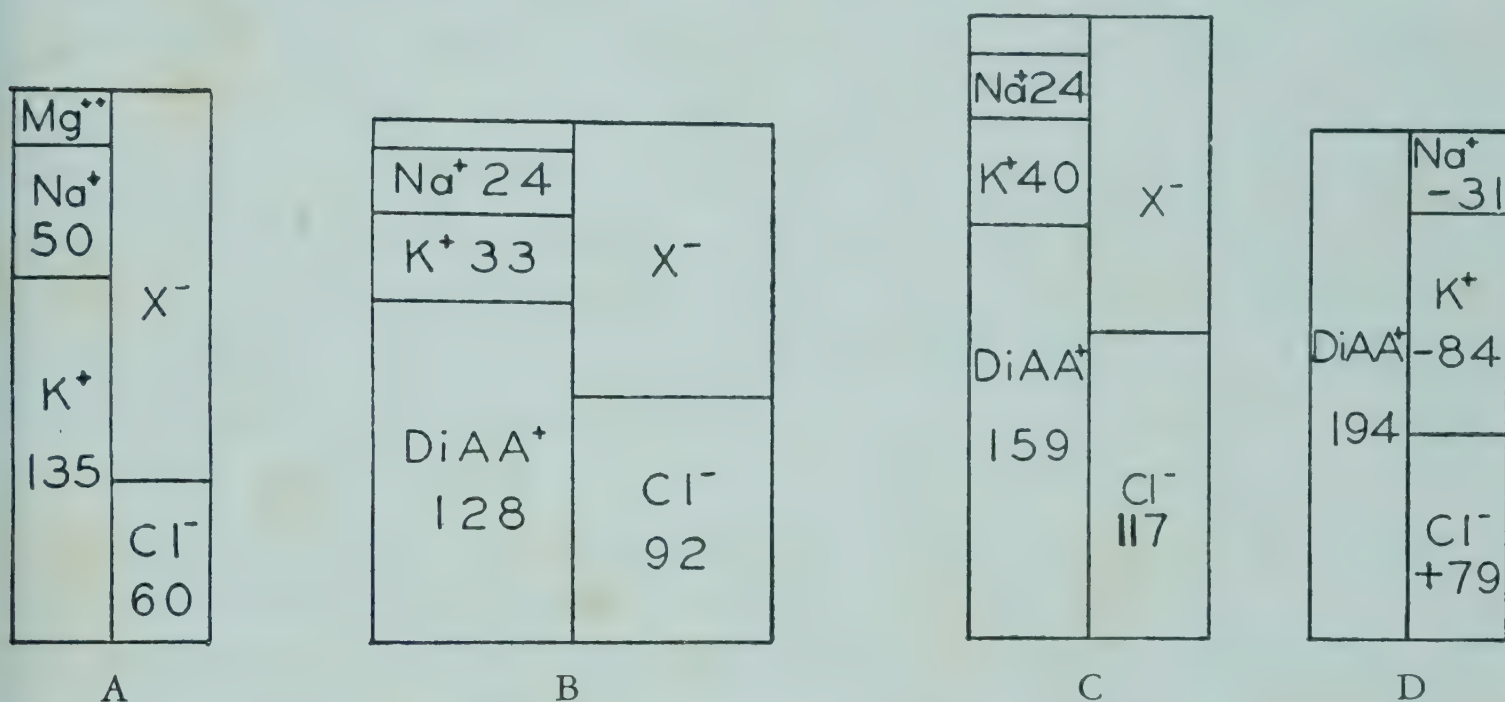 Mg⁺⁺
Na⁺
50
K⁺
135
X⁻
Cl⁻
60
A
Na⁺ 24
K⁺ 33
DiAA⁺
128
X⁻
Cl⁻
92
B
Na⁺24
K⁺40
DiAA⁺
159
X⁻
Cl⁻
117
C
DiAA⁺
194
Na⁺
-31
K⁺
-84
Cl⁻
+79
D